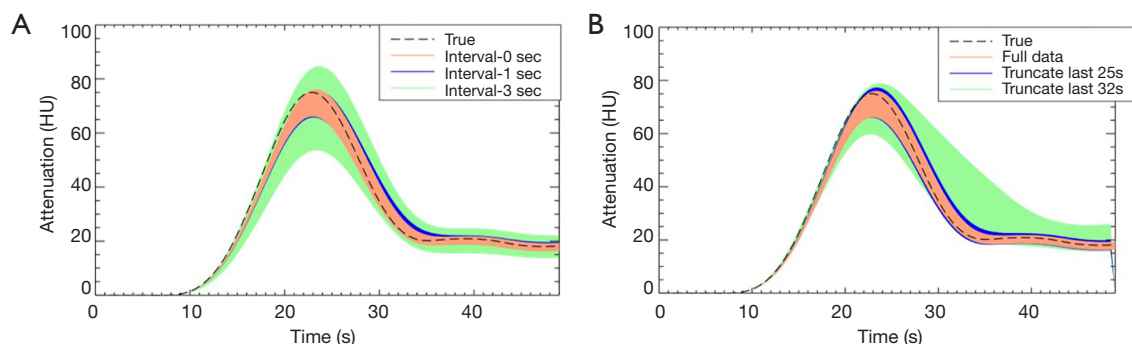 A
100
80
60
40
20
0
Attenuation (HU)
0 10 20 30 40
Time (s)
True
Interval-0 sec
Interval-1 sec
Interval-3 sec
B
100
80
60
40
20
0
Attenuation (HU)
0 10 20 30 40
Time (s)
True
Full data
Truncate last 25s
Truncate last 32s